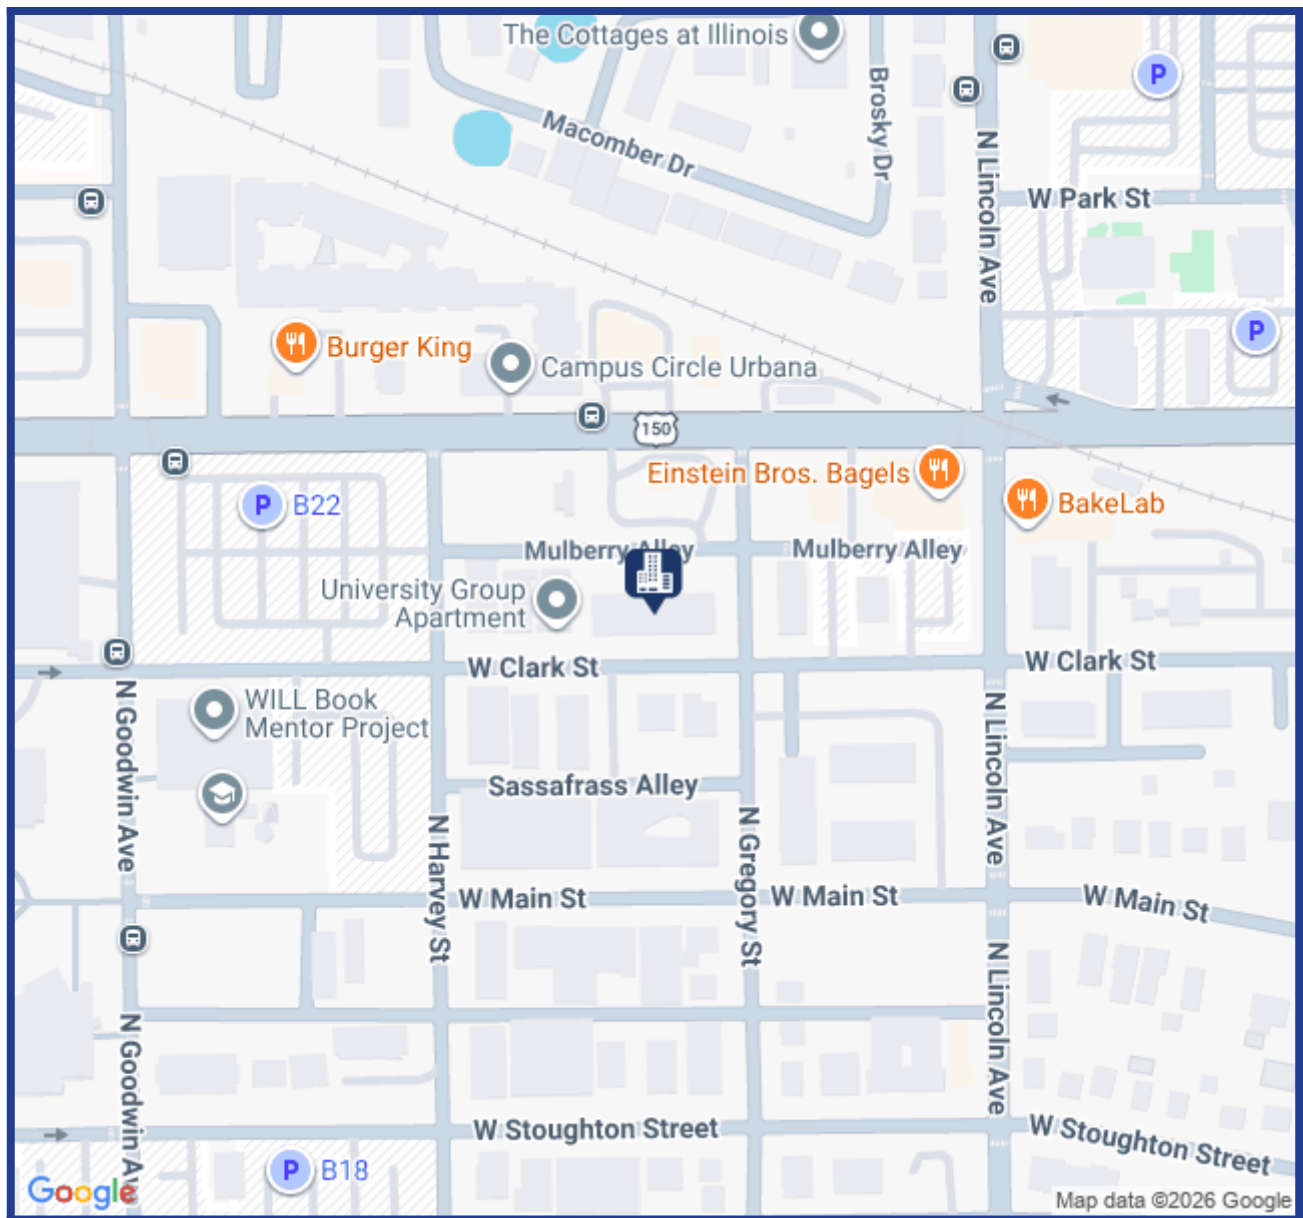 The Cottages at Illinois
P
Brosky Dr
Macomber Dr
N Lincoln Ave
W Park St
P
Burger King
Campus Circle Urbana
150
Einstein Bros. Bagels
BakeLab
P B22
Mulberry Alley
Mulberry Alley
University Group
Apartment
W Clark St
W Clark St
WILL Book
Mentor Project
N Goodwin Ave
N Lincoln Ave
Sassafrass Alley
N Harvey St
N Gregory St
W Main St
W Main St
W Main St
N Lincoln Ave
N Goodwin Av
W Stoughton Street
W Stoughton Street
P B18
Google
Map data ©2026 Google